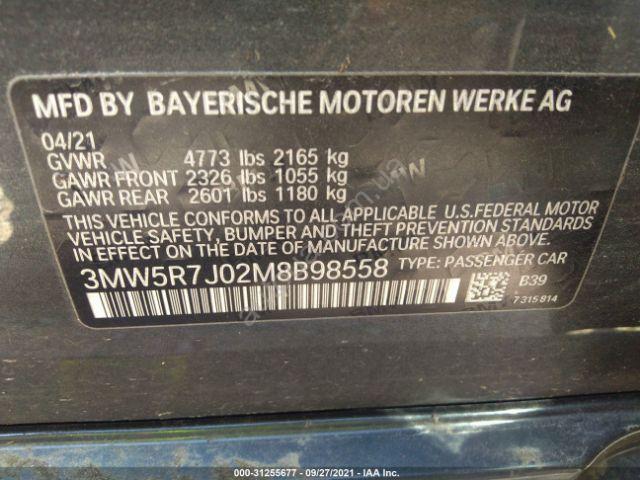 MFD BY BAYERISCHE MOTOREN WERKE AG
04/21
GVWR 4773 lbs 2165 kg
GAWR FRONT 2326 lbs 1055 kg
GAWR REAR 2601 lbs 1180 kg
THIS VEHICLE CONFORMS TO ALL APPLICABLE U.S.FEDERAL MOTOR
VEHICLE SAFETY, BUMPER AND THEFT PREVENTION STANDARDS
IN EFFECT ON THE DATE OF MANUFACTURE SHOWN ABOVE.
3MW5R7J02M8B98558 TYPE: PASSENGER CAR
B39
7 315 814
000-31255677 - 09/27/2021 - IAA Inc.